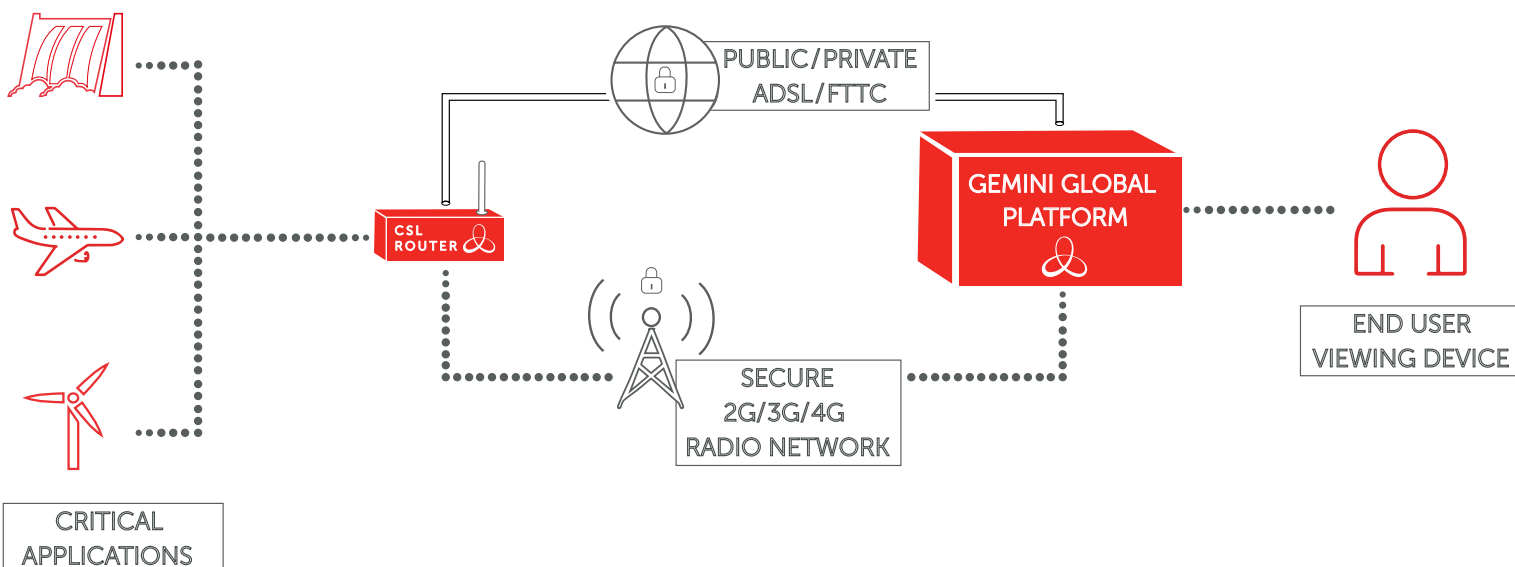 PUBLIC/PRIVATE
ADSL/FTTC
CSL
ROUTER
GEMINI GLOBAL
PLATFORM
SECURE
2G/3G/4G
RADIO NETWORK
END USER
VIEWING DEVICE
CRITICAL
APPLICATIONS